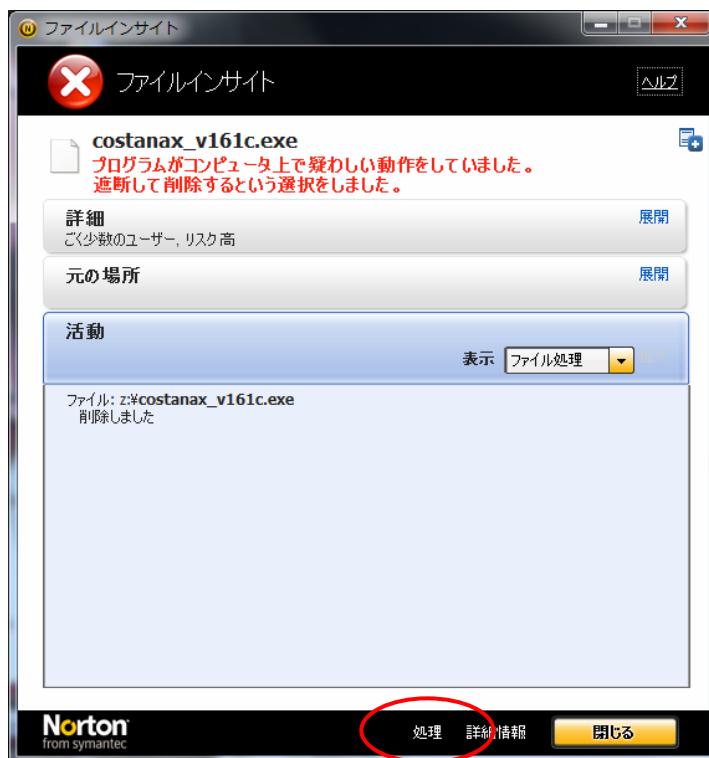 ファイルインサイト
ファイルインサイト
ヘルプ
costanax_v161c.exe
プログラムがコンピュータ上で疑わしい動作をしていました。
遮断して削除するという選択をしました。
詳細
展開
ごく少数のユーザー, リスク高
元の場所
展開
活動
表示 ファイル処理
ファイル: z:¥costanax_v161c.exe
削除しました
Norton
from symantec
処理 詳細情報 閉じる